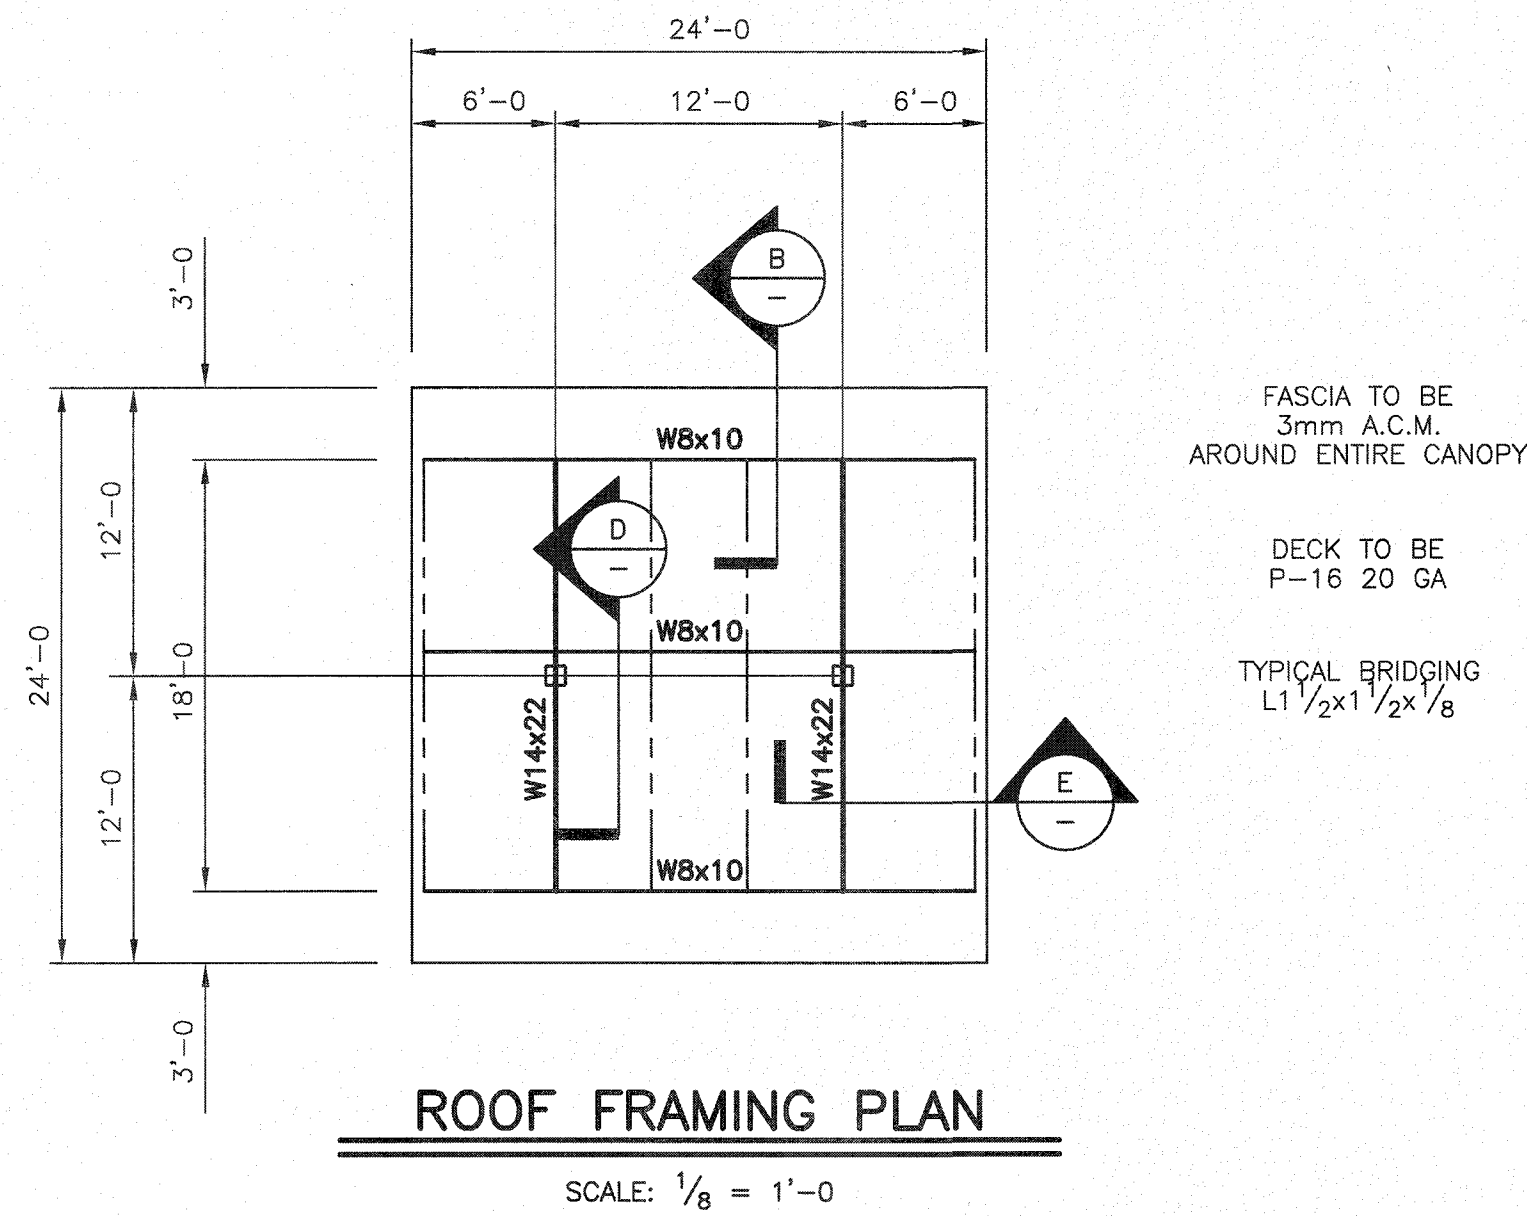 24'-0
6'-0 12'-0 6'-0
B
–
3'-0
FASCIA TO BE
3mm A.C.M.
AROUND ENTIRE CANOPY
W8x10
12'-0
D
–
DECK TO BE
P-16 20 GA
W8x10
24'-0
18'-0
TYPICAL BRIDGING
L1 1/2x1 1/2x1/8
W14x22
W14x22
E
–
12'-0
W8x10
3'-0
ROOF FRAMING PLAN
SCALE: 1/8 = 1'-0